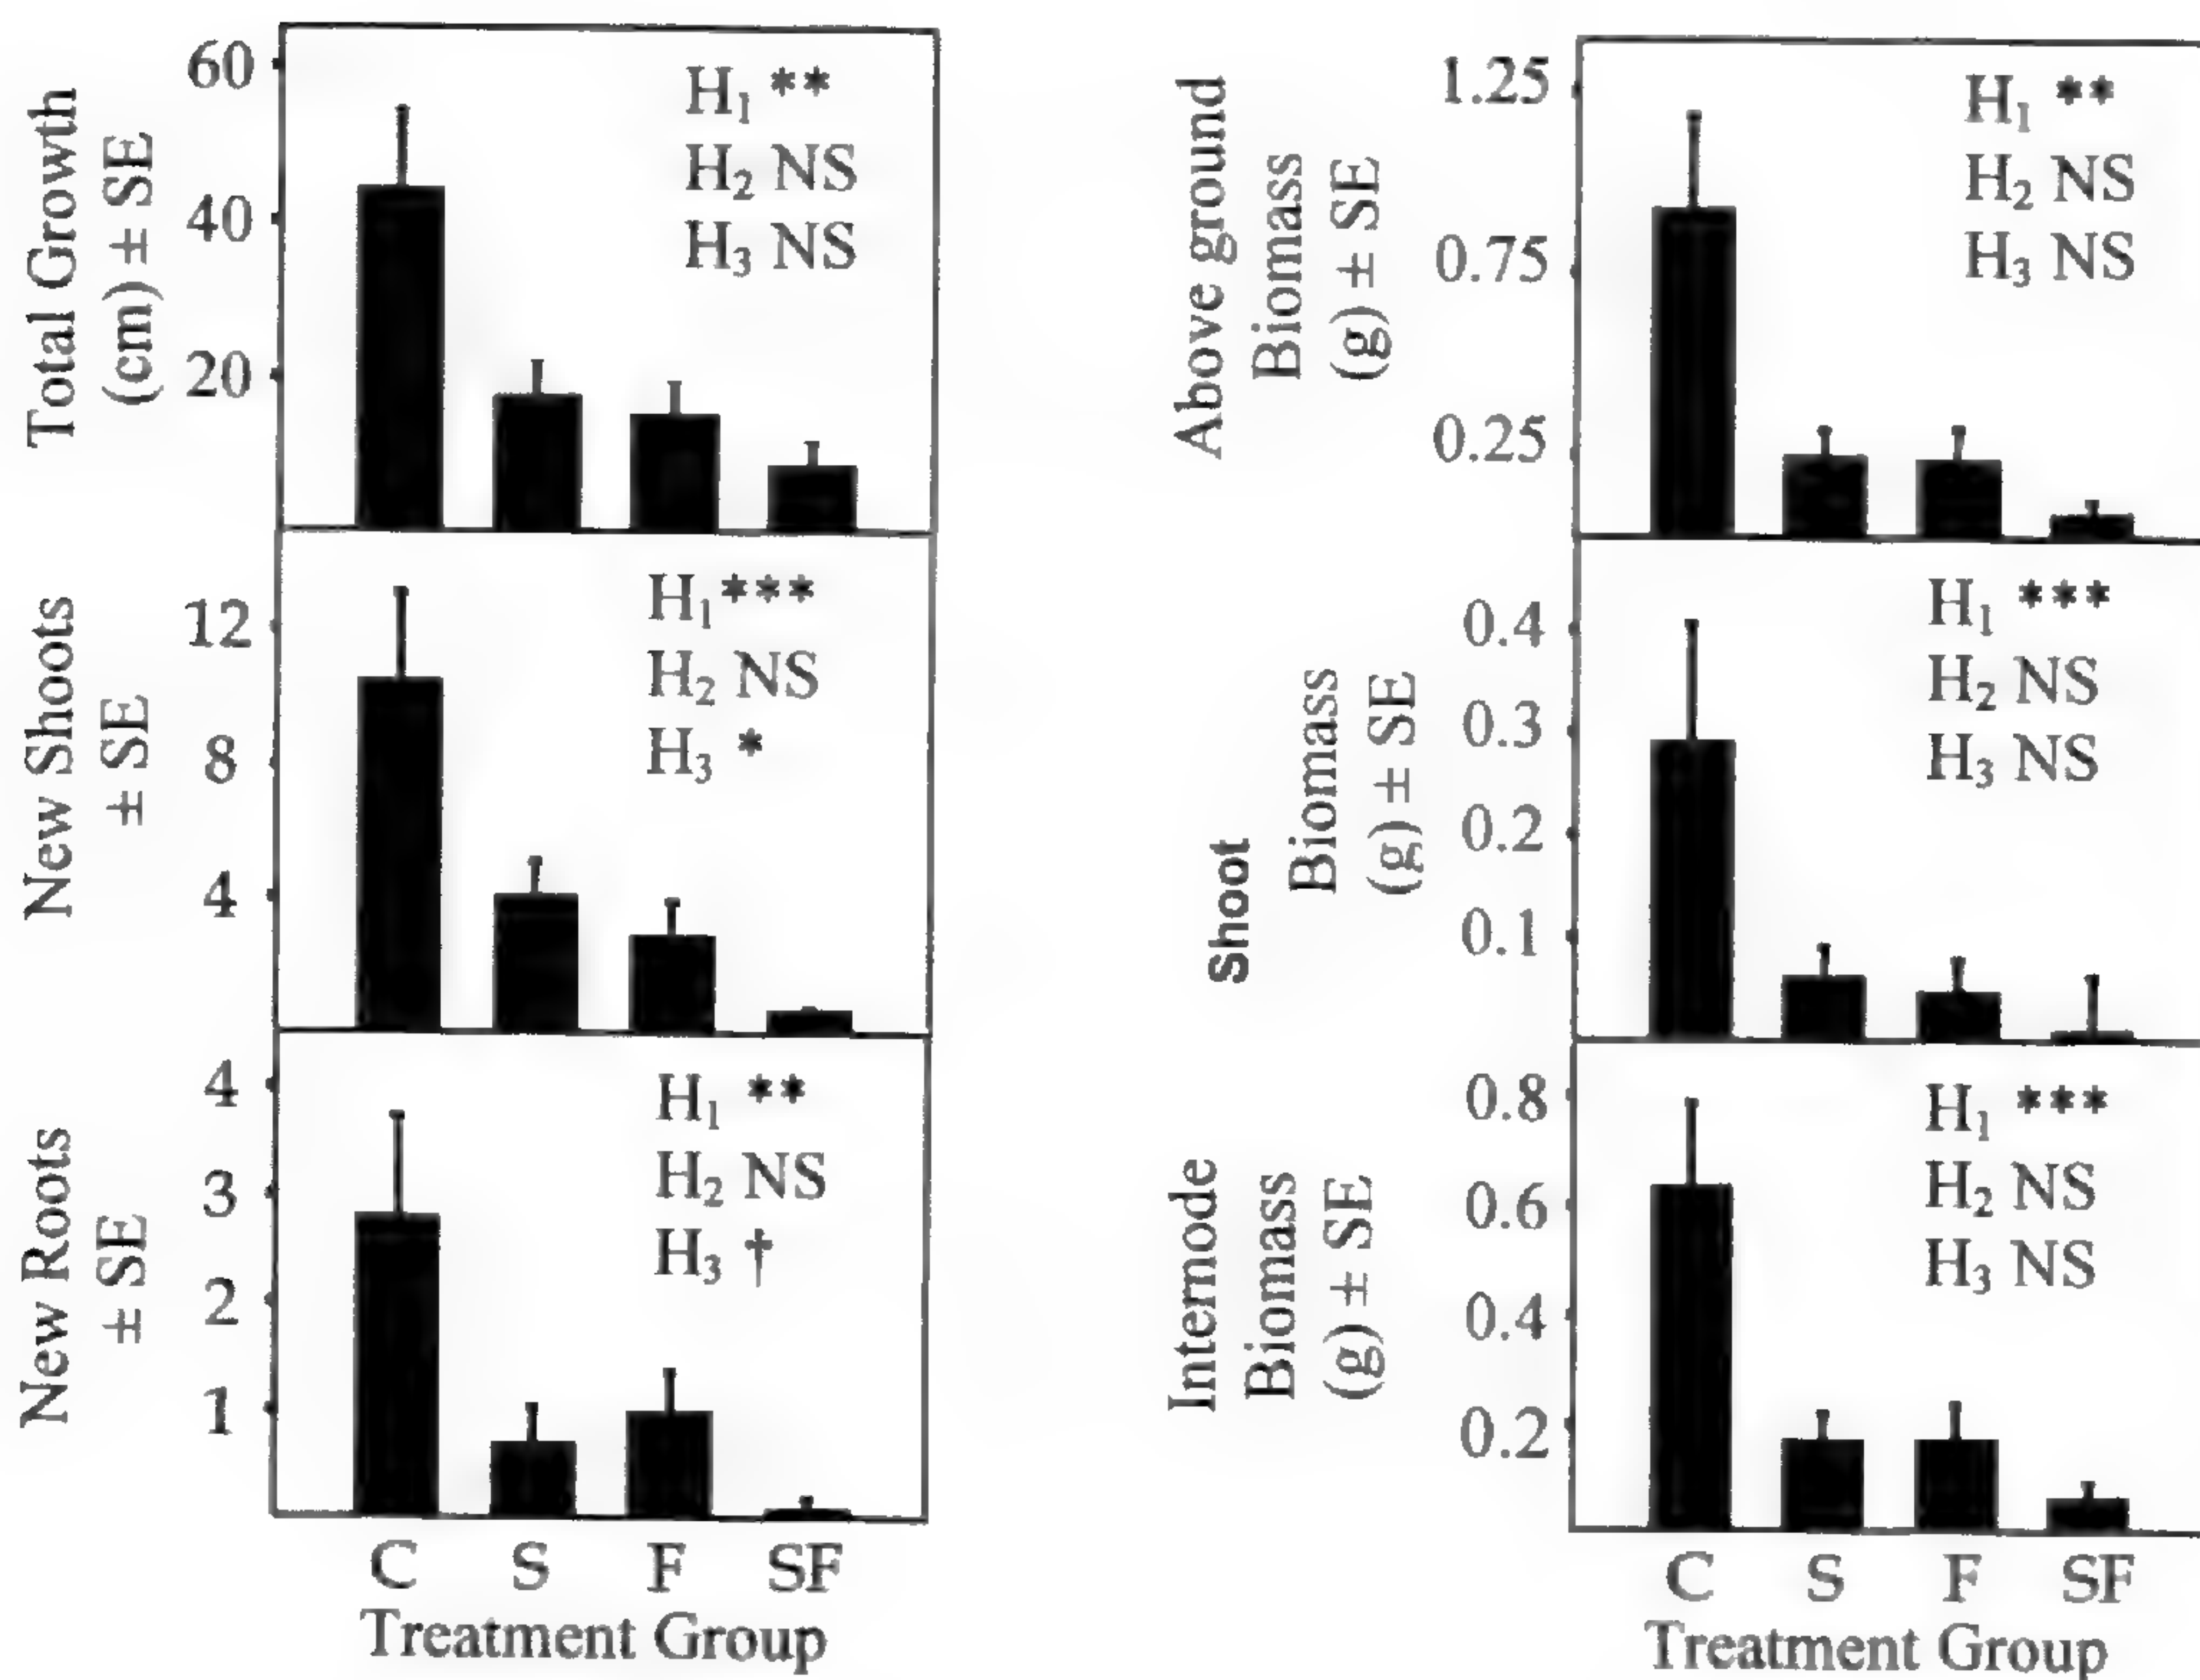 Total Growth
(cm) ± SE
60
40
20
H₁ **
H₂ NS
H₃ NS
New Shoots
± SE
12
8
4
H₁ ***
H₂ NS
H₃ *
New Roots
± SE
4
3
2
1
H₁ **
H₂ NS
H₃ †
C S F SF
Treatment Group
Above ground
Biomass
(g) ± SE
1.25
0.75
0.25
H₁ **
H₂ NS
H₃ NS
Shoot
Biomass
(g) ± SE
0.4
0.3
0.2
0.1
H₁ ***
H₂ NS
H₃ NS
Internode
Biomass
(g) ± SE
0.8
0.6
0.4
0.2
H₁ ***
H₂ NS
H₃ NS
C S F SF
Treatment Group